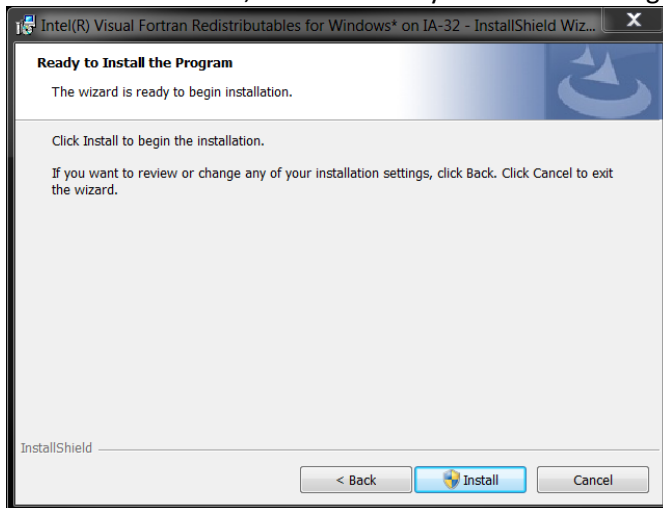 Intel(R) Visual Fortran Redistributables for Windows* on IA-32 - InstallShield Wiz...
Ready to Install the Program
The wizard is ready to begin installation.
Click Install to begin the installation.
If you want to review or change any of your installation settings, click Back. Click Cancel to exit
the wizard.
InstallShield
< Back
Install
Cancel